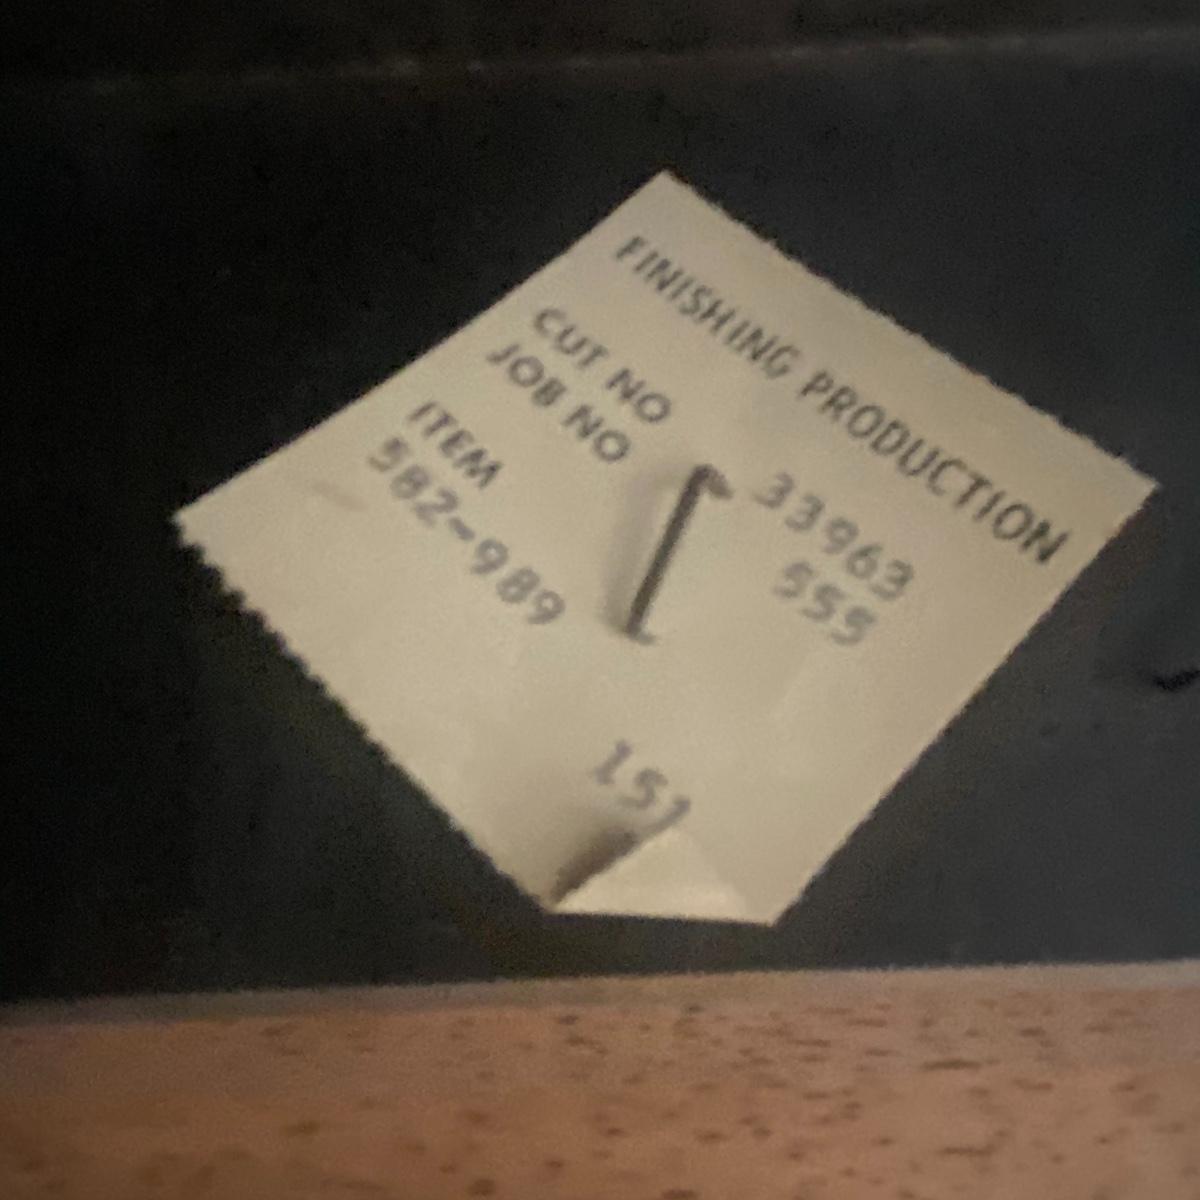 FINISHING PRODUCTION
CUT NO 33963
JOB NO 555
ITEM
582-989
151